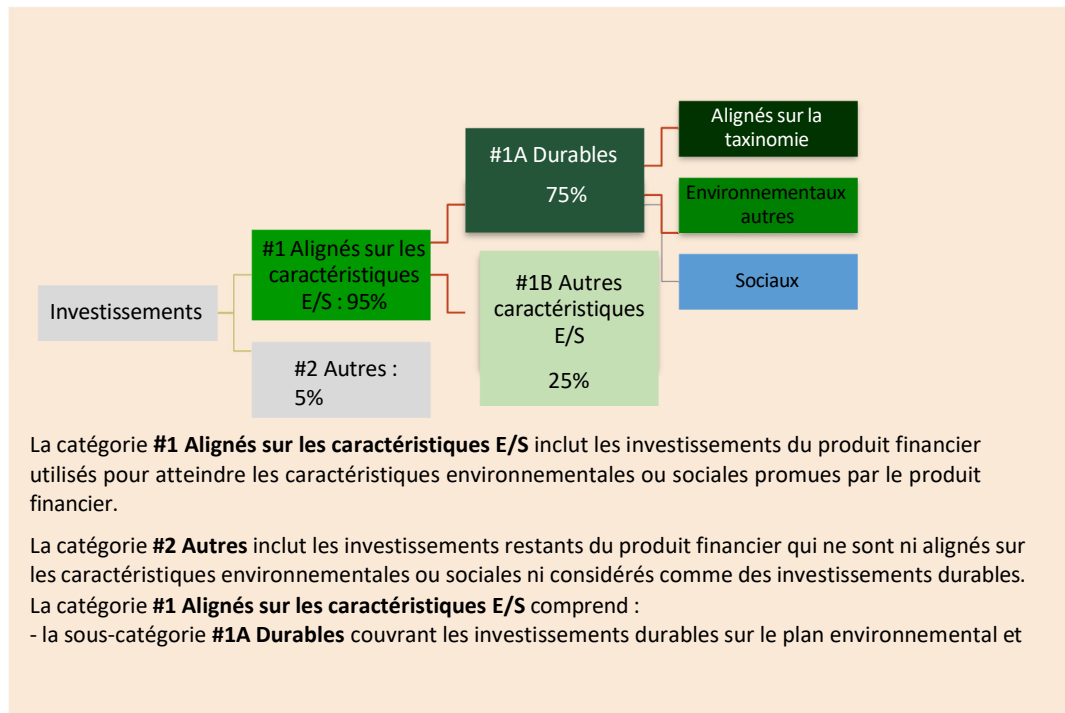 Investissements
#1 Alignés sur les
caractéristiques
E/S : 95%
#2 Autres :
5%
#1A Durables
75%
#1B Autres
caractéristiques
E/S
25%
Alignés sur la
taxinomie
Environnementaux
autres
Sociaux
La catégorie #1 Alignés sur les caractéristiques E/S inclut les investissements du produit financier
utilisés pour atteindre les caractéristiques environnementales ou sociales promues par le produit
financier.
La catégorie #2 Autres inclut les investissements restants du produit financier qui ne sont ni alignés sur
les caractéristiques environnementales ou sociales ni considérés comme des investissements durables.
La catégorie #1 Alignés sur les caractéristiques E/S comprend :
- la sous-catégorie #1A Durables couvrant les investissements durables sur le plan environnemental et